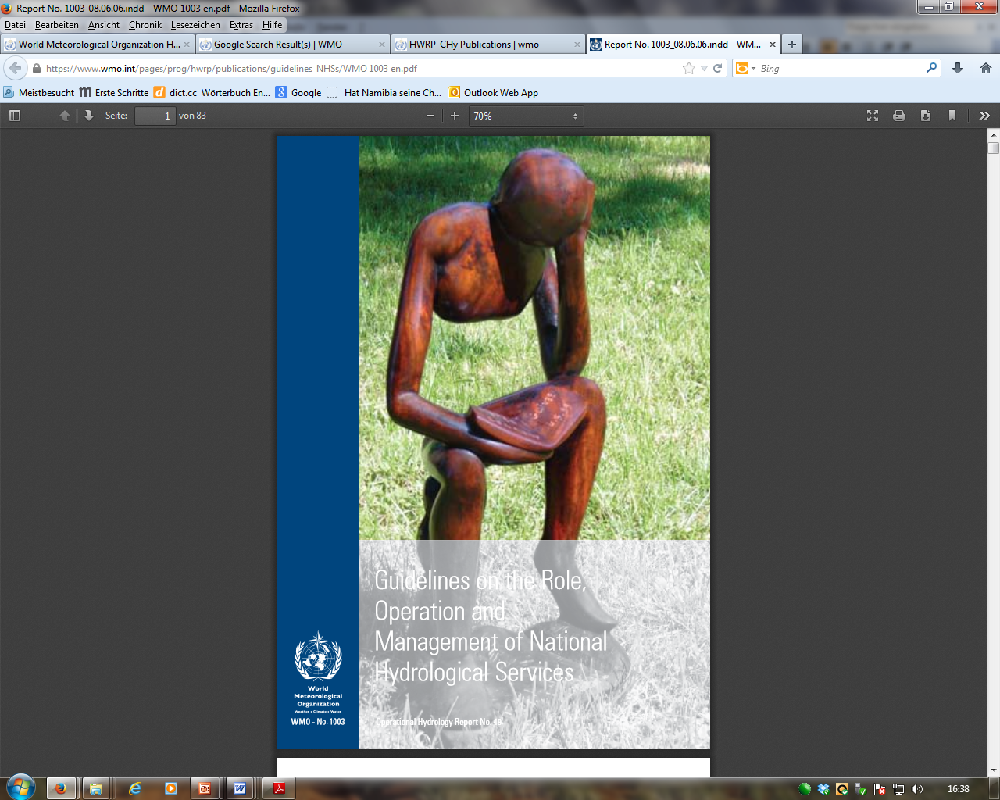 Report No. 1003_08.06.06.indd - WMO 1003 en.pdf - Mozilla Firefox
Datei Bearbeiten Ansicht Chronik Lesezeichen Extras Hilfe
World Meteorological Organization H... Google Search Result(s) | WMO HWRP-CHy Publications | wmo Report No. 1003_08.06.06.indd - WM...
https://www.wmo.int/pages/prog/hwrp/publications/guidelines_NHSs/WMO 1003 en.pdf Bing
Meistbesucht Erste Schritte dict.cc Wörterbuch En... Google Hat Namibia seine Ch... Outlook Web App
Seite: 1 von 83 70%
Guidelines on the Role,
Operation and
Management of National
Hydrological Services
Operational Hydrology Report No. 49
World
Meteorological
Organization
Weather • Climate • Water
WMO - No. 1003
16:38